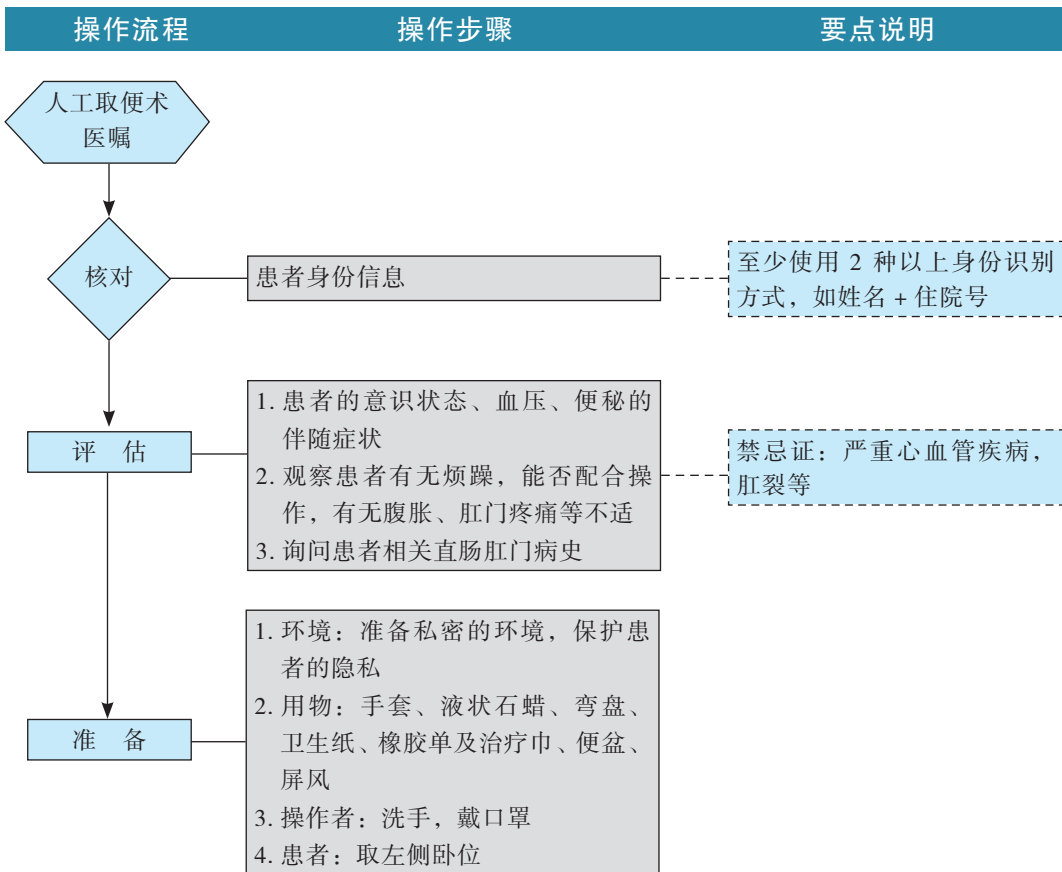 操作流程 操作步骤 要点说明
人工取便术
医嘱
核对
患者身份信息
至少使用 2 种以上身份识别
方式，如姓名 + 住院号
评 估
1. 患者的意识状态、血压、便秘的
伴随症状
2. 观察患者有无烦躁，能否配合操
作，有无腹胀、肛门疼痛等不适
3. 询问患者相关直肠肛门病史
禁忌证：严重心血管疾病，
肛裂等
准 备
1. 环境：准备私密的环境，保护患
者的隐私
2. 用物：手套、液状石蜡、弯盘、
卫生纸、橡胶单及治疗巾、便盆、
屏风
3. 操作者：洗手，戴口罩
4. 患者：取左侧卧位